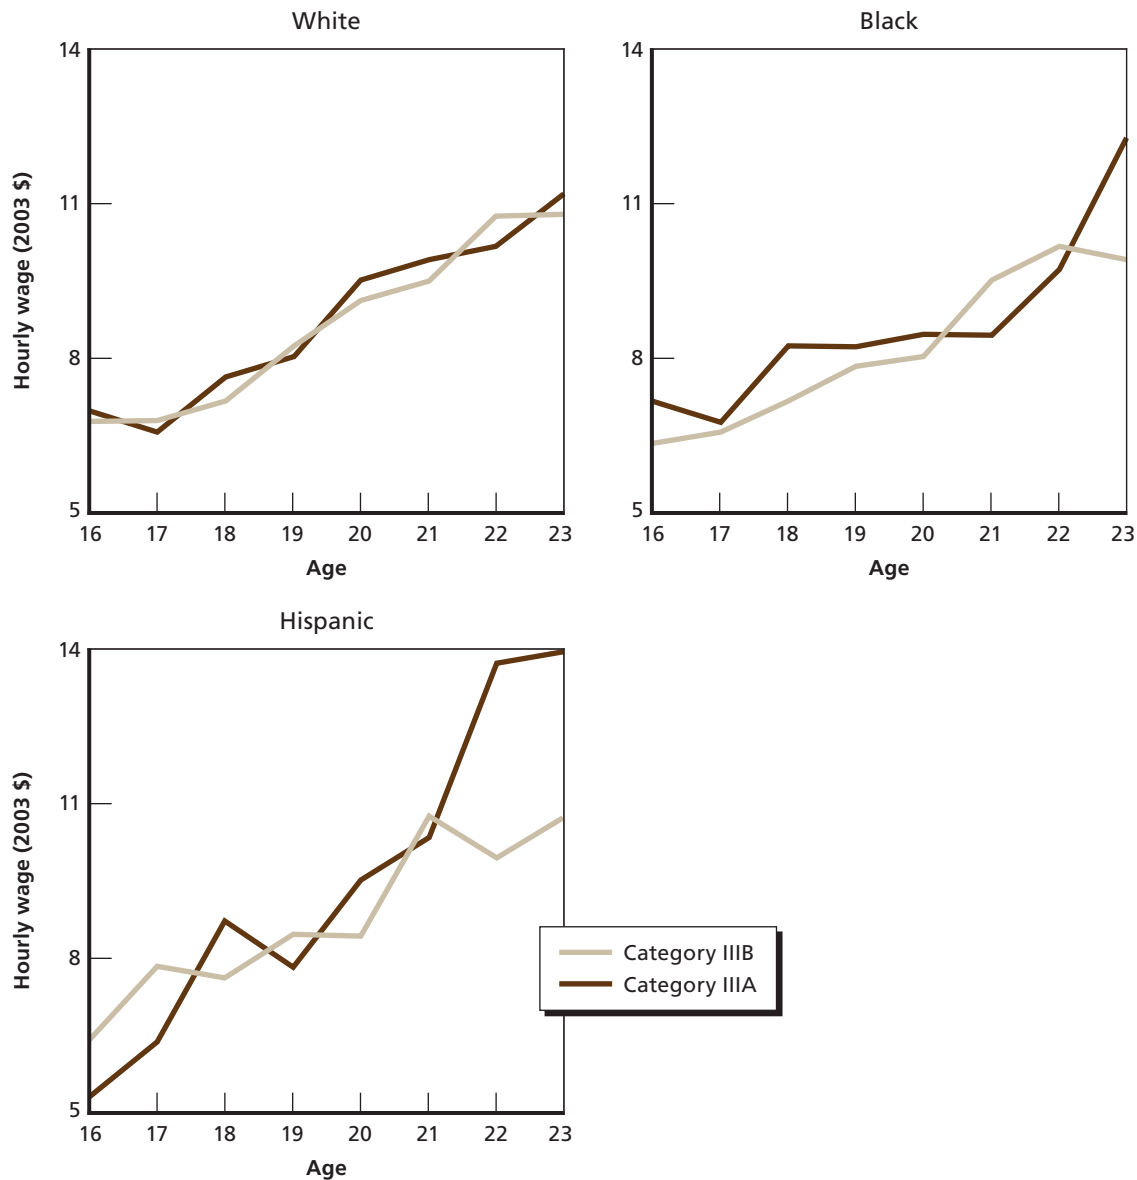 White
14
11
8
5
Hourly wage (2003 $)
16 17 18 19 20 21 22 23
Age
Black
14
11
8
5
16 17 18 19 20 21 22 23
Age
Hispanic
14
11
8
5
Hourly wage (2003 $)
16 17 18 19 20 21 22 23
Age
Category IIIB
Category IIIA